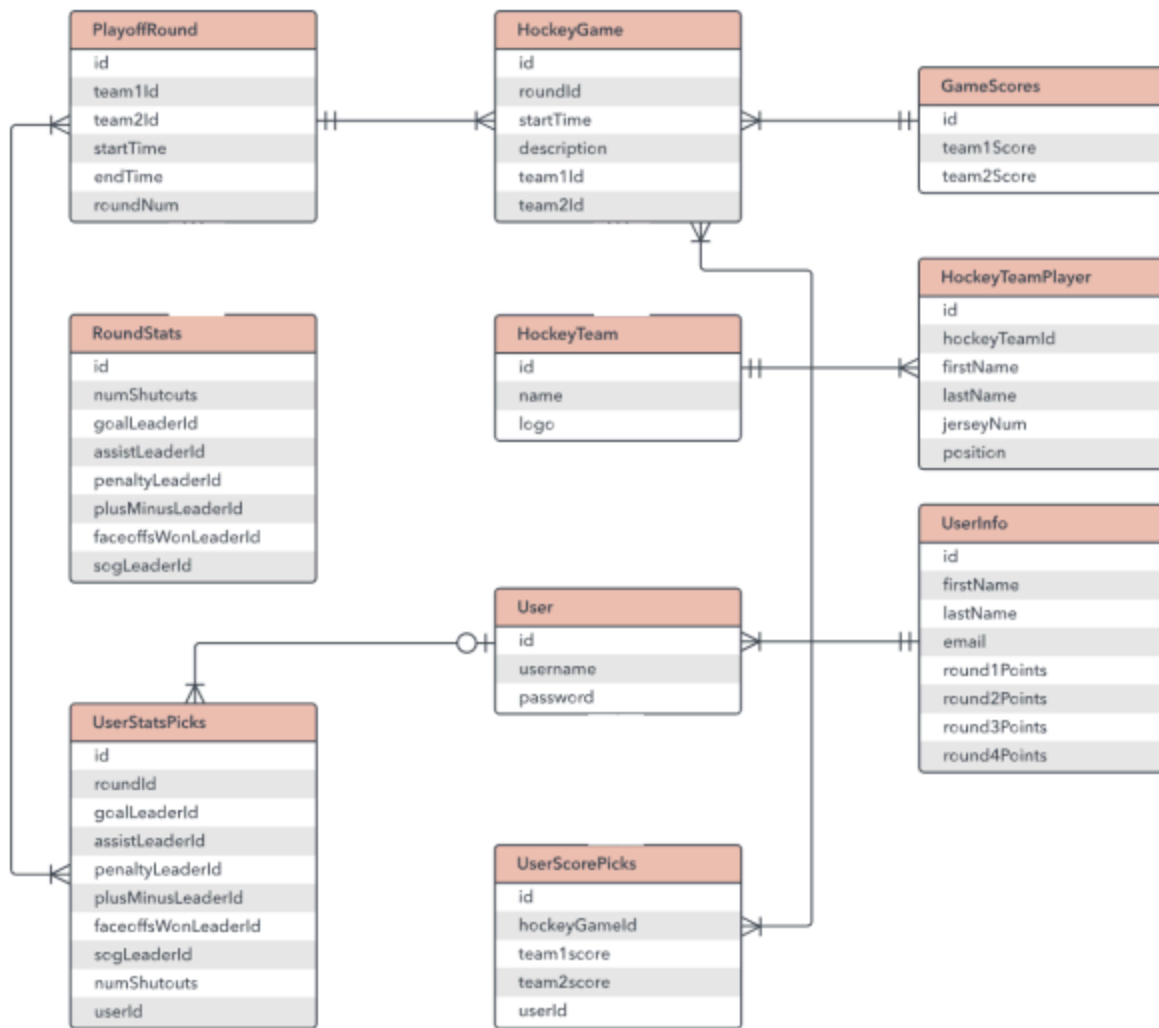 PlayoffRound
id
team1Id
team2Id
startTime
endTime
roundNum
HockeyGame
id
roundId
startTime
description
team1Id
team2Id
GameScores
id
team1Score
team2Score
RoundStats
id
numShutouts
goalLeaderId
assistLeaderId
penaltyLeaderId
plusMinusLeaderId
faceoffsWonLeaderId
sogLeaderId
HockeyTeam
id
name
logo
HockeyTeamPlayer
id
hockeyTeamId
firstName
lastName
jerseyNum
position
User
id
username
password
UserInfo
id
firstName
lastName
email
round1Points
round2Points
round3Points
round4Points
UserStatsPicks
id
roundId
goalLeaderId
assistLeaderId
penaltyLeaderId
plusMinusLeaderId
faceoffsWonLeaderId
sogLeaderId
numShutouts
userId
UserScorePicks
id
hockeyGameId
team1score
team2score
userId